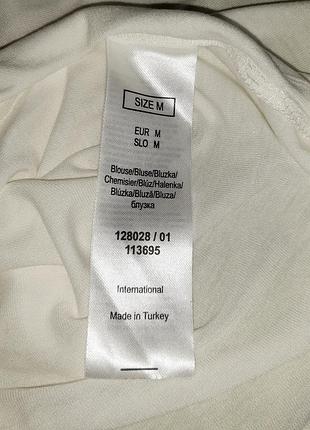 SIZE M
EUR M
SLO M
Blouse/Bluse/Bluzka/
Chemisier/Blúz/Halenka/
Blúzka/Bluză/Bluza/
блузка
128028 / 01
113695
International
Made in Turkey